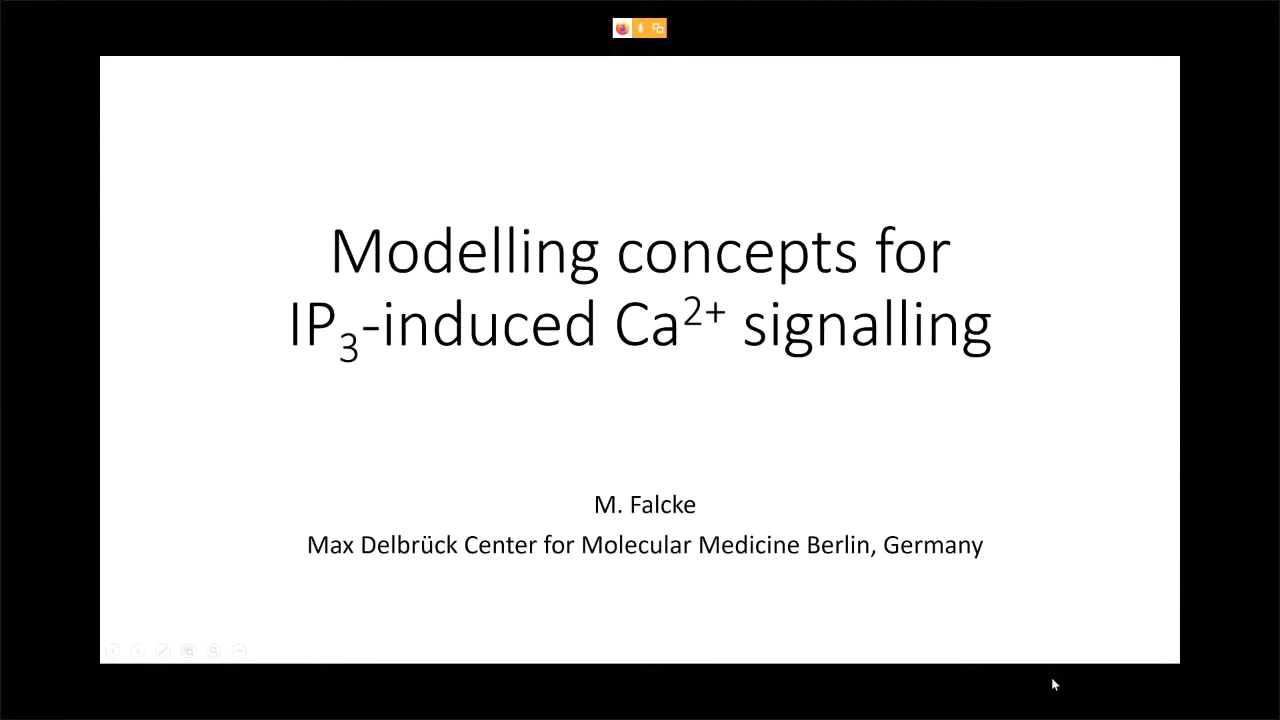 Modelling concepts for
IP₃-induced Ca²⁺ signalling
M. Falcke
Max Delbrück Center for Molecular Medicine Berlin, Germany